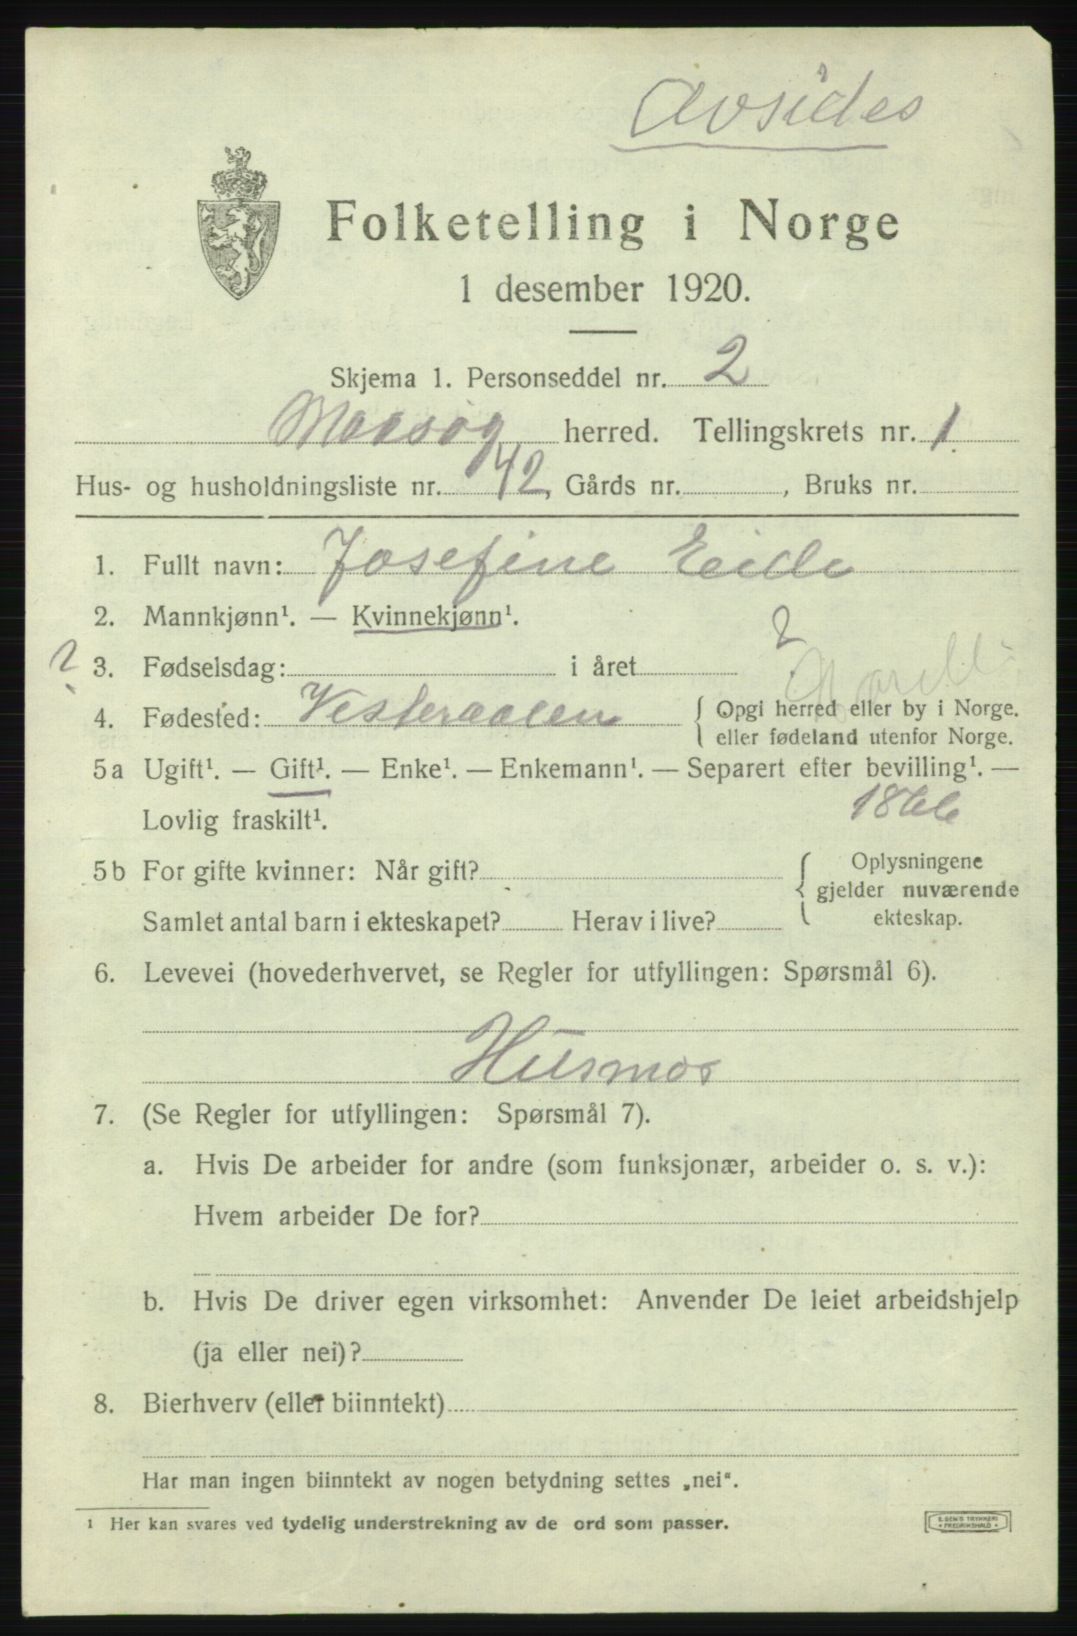 Avsides
Folketelling i Norge
1 desember 1920.
Skjema 1. Personseddel nr. 2
Maasøy herred. Tellingskrets nr. 1
Hus- og husholdningsliste nr. 42, Gårds nr. , Bruks nr.
1. Fullt navn: Josefine Eide
2. Mannkjønn¹. — Kvinnekjønn¹.
? 3. Fødselsdag: i året ?
4. Fødested: Vesteraalen { Opgi herred eller by i Norge,
eller fødeland utenfor Norge.
5a Ugift¹. — Gift¹. — Enke¹. — Enkemann¹. — Separert efter bevilling¹. —
Lovlig fraskilt¹. 1866
5b For gifte kvinner: Når gift? { Oplysningene
gjelder nuværende
Samlet antal barn i ekteskapet? Herav i live? ekteskap.
6. Levevei (hovederhvervet, se Regler for utfyllingen: Spørsmål 6).
Husmor
7. (Se Regler for utfyllingen: Spørsmål 7).
a. Hvis De arbeider for andre (som funksjonær, arbeider o. s. v.):
Hvem arbeider De for?
b. Hvis De driver egen virksomhet: Anvender De leiet arbeidshjelp
(ja eller nei)?
8. Bierhverv (eller biinntekt)
Har man ingen biinntekt av nogen betydning settes „nei“.
¹ Her kan svares ved tydelig understrekning av de ord som passer.
E. SEM'S TRYKKERI
• FREDRIKSHALD •